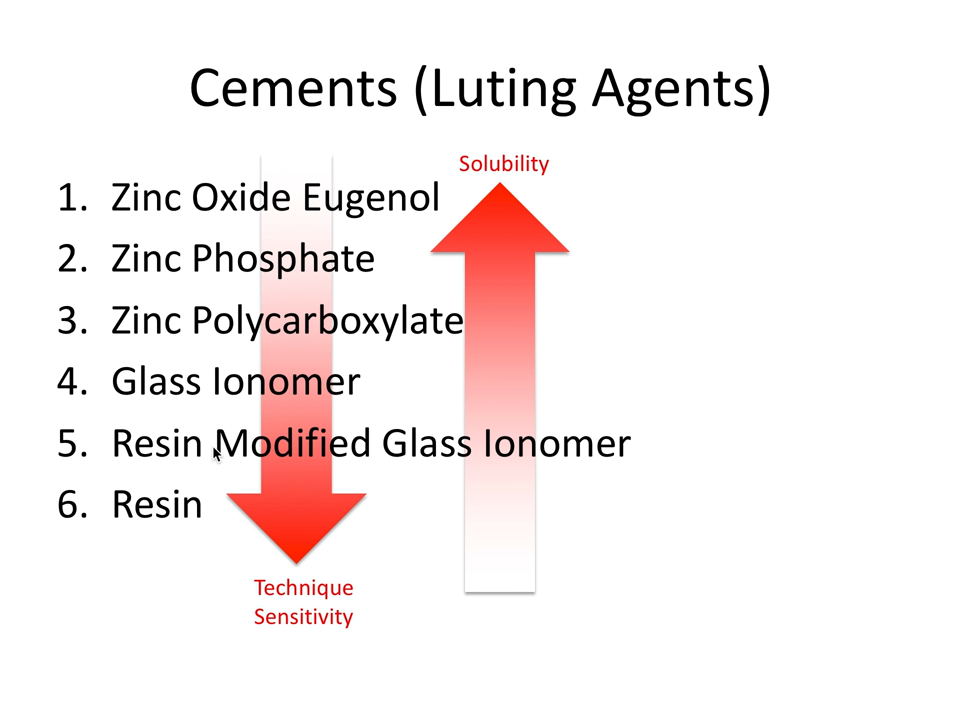 Cements (Luting Agents)
Solubility
1. Zinc Oxide Eugenol
2. Zinc Phosphate
3. Zinc Polycarboxylate
4. Glass Ionomer
5. Resin Modified Glass Ionomer
6. Resin
Technique
Sensitivity